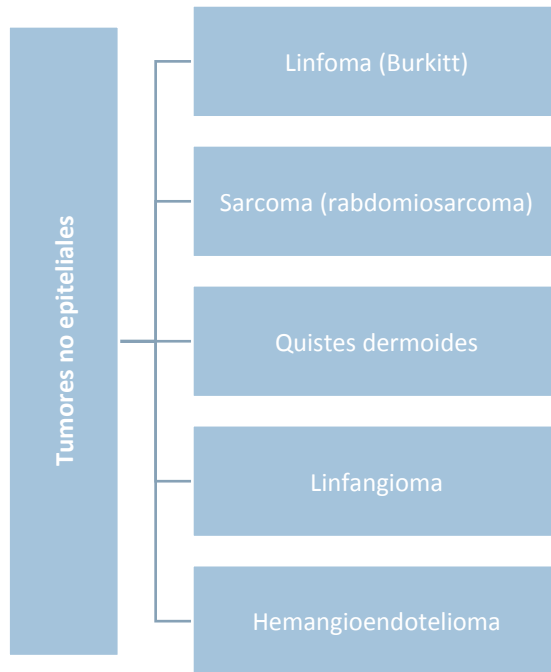 Tumores no epiteliales
Linfoma (Burkitt)
Sarcoma (rabdomiosarcoma)
Quistes dermoides
Linfangioma
Hemangioendotelioma